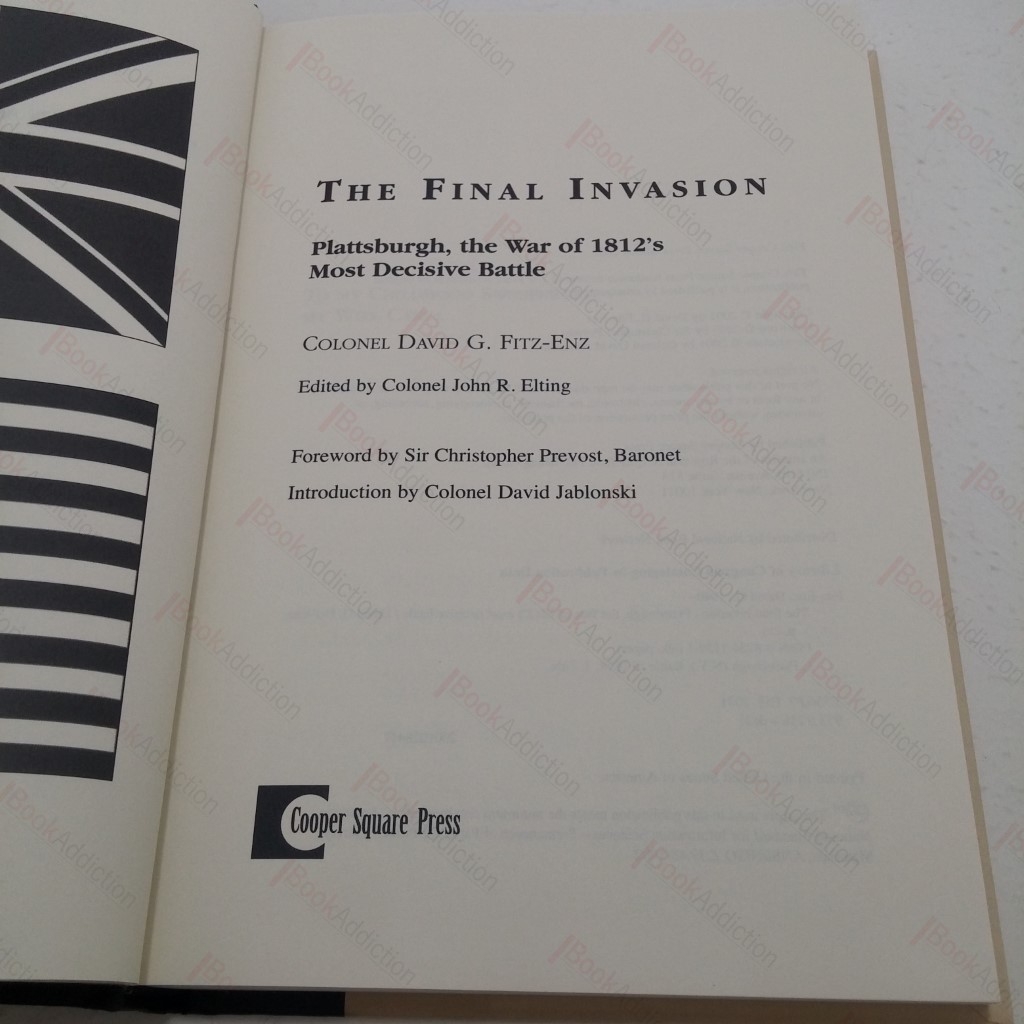 THE FINAL INVASION
Plattsburgh, the War of 1812's
Most Decisive Battle
COLONEL DAVID G. FITZ-ENZ
Edited by Colonel John R. Elting
Foreword by Sir Christopher Prevost, Baronet
Introduction by Colonel David Jablonski
Cooper Square Press
BookAddiction